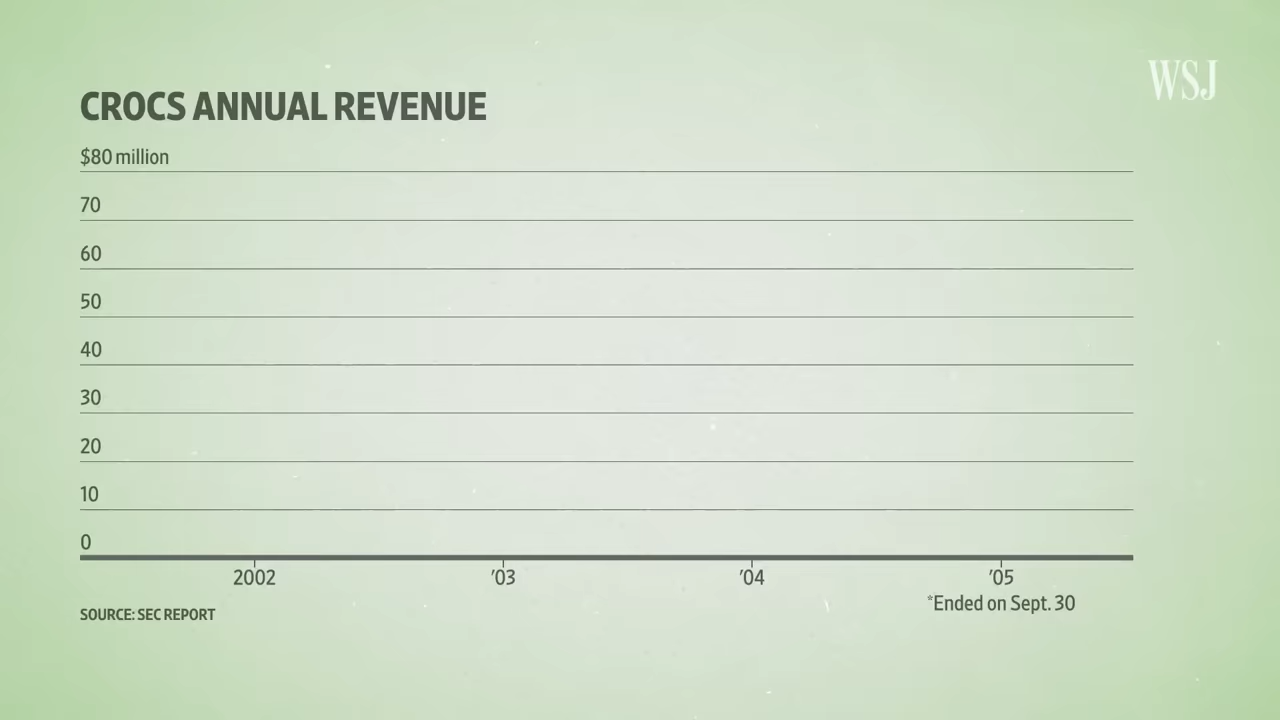 WSJ
CROCS ANNUAL REVENUE
$80 million
70
60
50
40
30
20
10
0
2002 '03 '04 '05
*Ended on Sept. 30
SOURCE: SEC REPORT